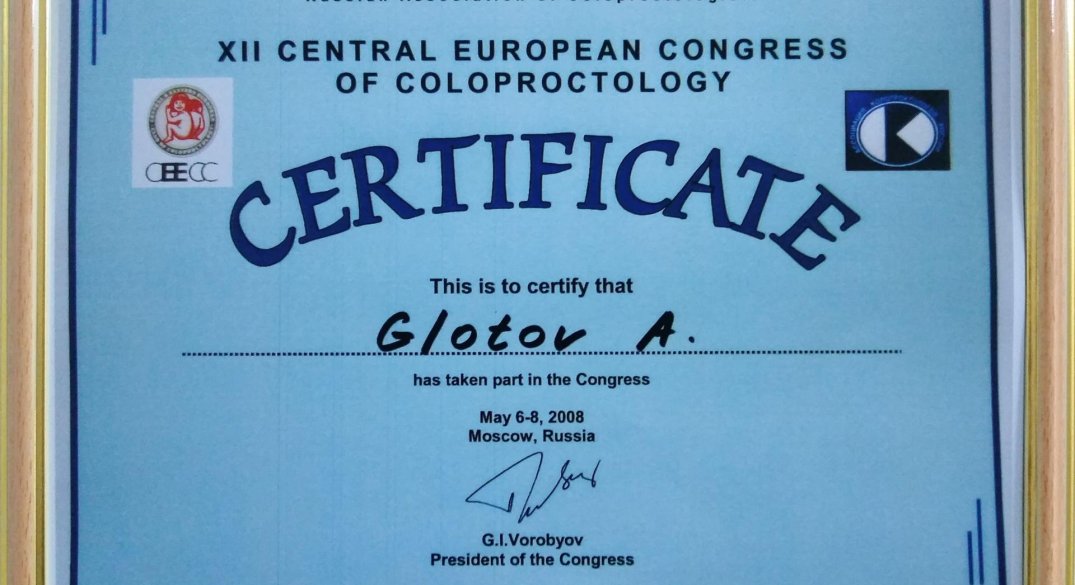 XII CENTRAL EUROPEAN CONGRESS
OF COLOPROCTOLOGY
CECC
CERTIFICATE
This is to certify that
Glotov A.
has taken part in the Congress
May 6-8, 2008
Moscow, Russia
G.I.Vorobyov
President of the Congress